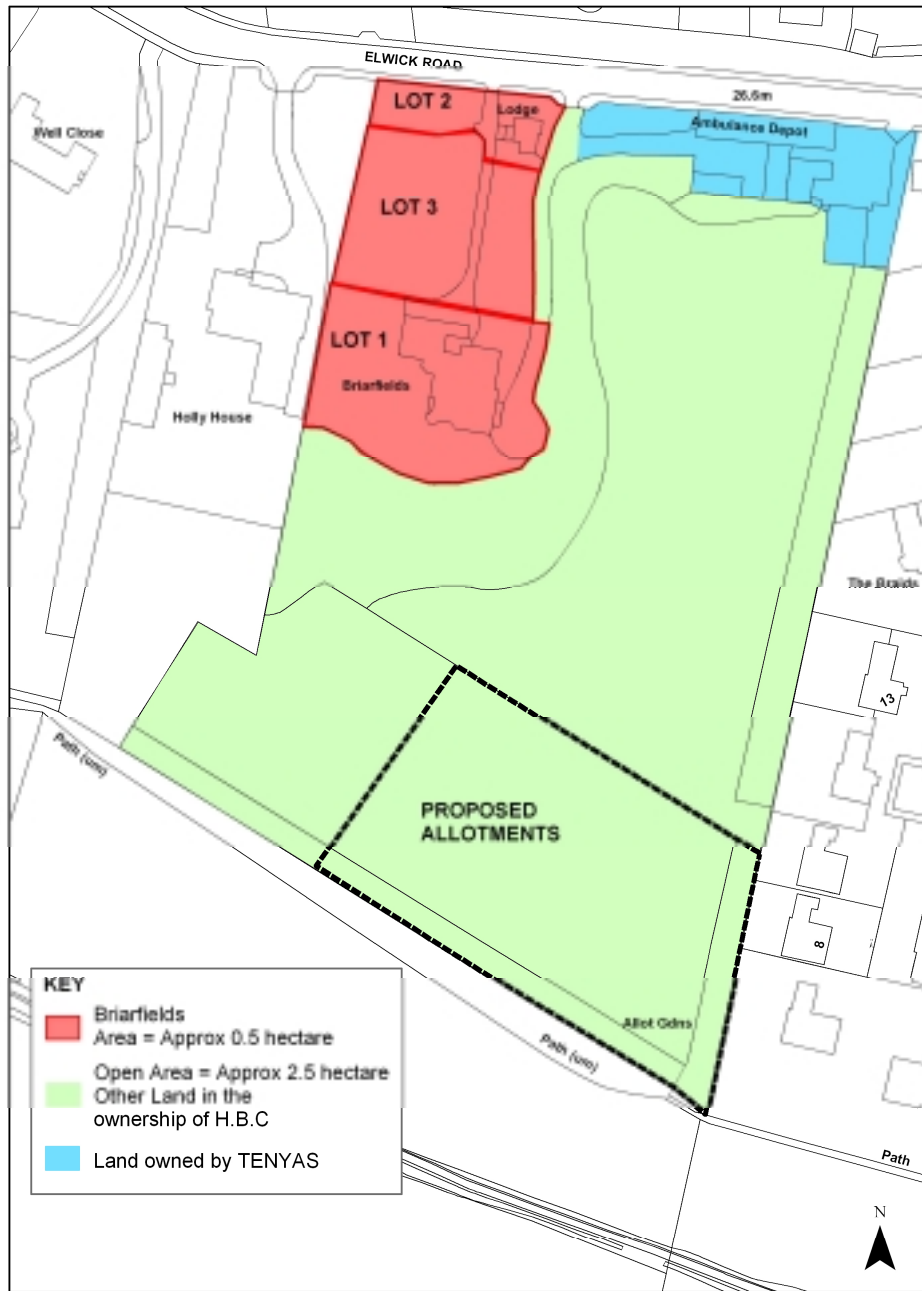 ELWICK ROAD
LOT 2
Lodge
26.6m
Ambulance Depot
Well Close
LOT 3
LOT 1
Briarfields
Holly House
The Braids
13
Path (um)
PROPOSED
ALLOTMENTS
8
KEY
Briarfields
Area = Approx 0.5 hectare
Open Area = Approx 2.5 hectare
Other Land in the
ownership of H.B.C
Land owned by TENYAS
Allot Gdns
Path (um)
Path
N